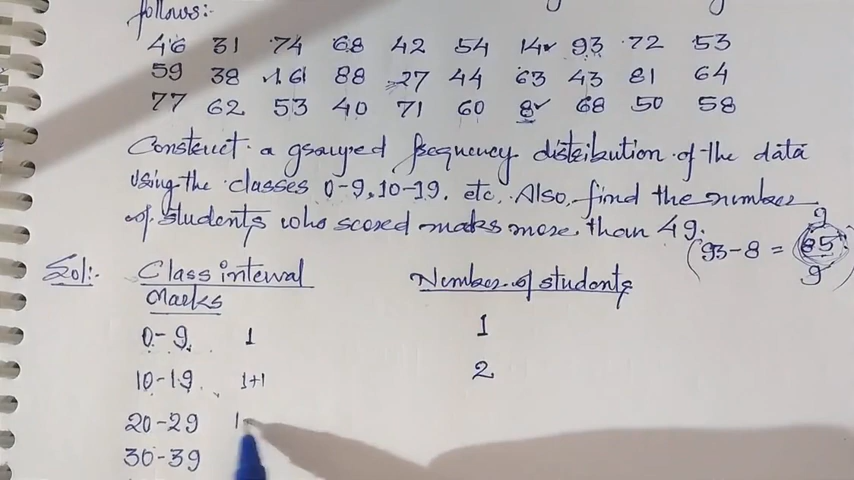 follows:-
46 31 74 68 42 54 14 93 72 53
59 38 16 88 27 44 63 43 81 64
77 62 53 40 71 60 8 68 50 58
Construct a grouped frequency distribution of the data
using the classes 0-9, 10-19, etc. Also, find the number
of students who scored maks more than 49.
(93-8 = 85
9
9
Sol:- Class interval Number of students
Marks
0-9 1 1
10-19 1+1 2
20-29 1
30-39